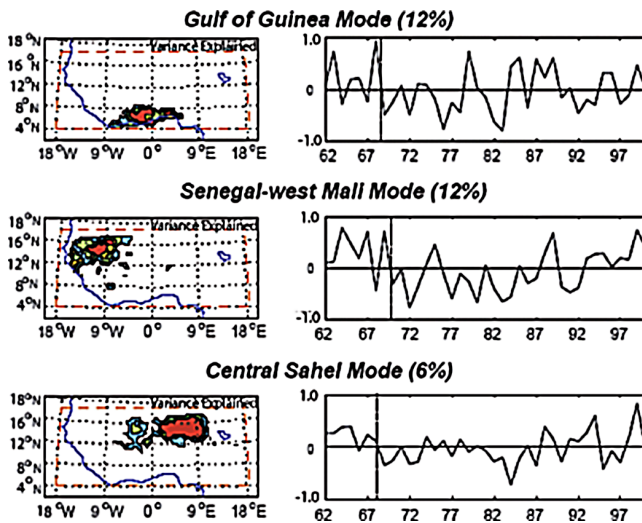 Gulf of Guinea Mode (12%)
18°N
16°N
12°N
8°N
4°N
Variance Explained
18°W 9°W 0° 9°E 18°E
1.0
0
-1.0
62 67 72 77 82 87 92 97
Senegal-west Mali Mode (12%)
18°N
16°N
12°N
8°N
4°N
Variance Explained
18°W 9°W 0° 9°E 18°E
1.0
0
-1.0
62 67 72 77 82 87 92 97
Central Sahel Mode (6%)
18°N
16°N
12°N
8°N
4°N
Variance Explained
18°W 9°W 0° 9°E 18°E
1.0
0
-1.0
62 67 72 77 82 87 92 97